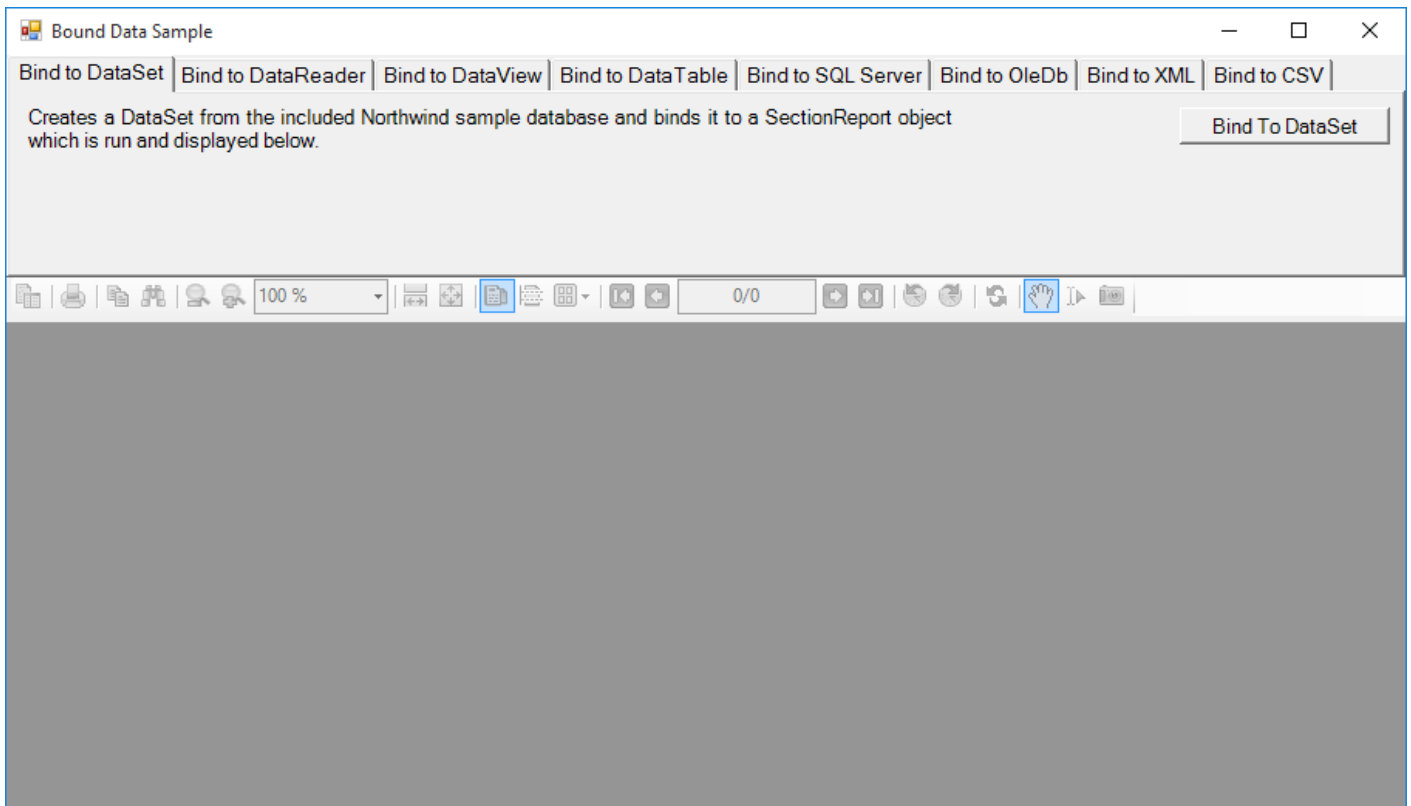 Bound Data Sample
Bind to DataSet Bind to DataReader Bind to DataView Bind to DataTable Bind to SQL Server Bind to OleDb Bind to XML Bind to CSV
Creates a DataSet from the included Northwind sample database and binds it to a SectionReport object
which is run and displayed below.
Bind To DataSet
100 % 0/0